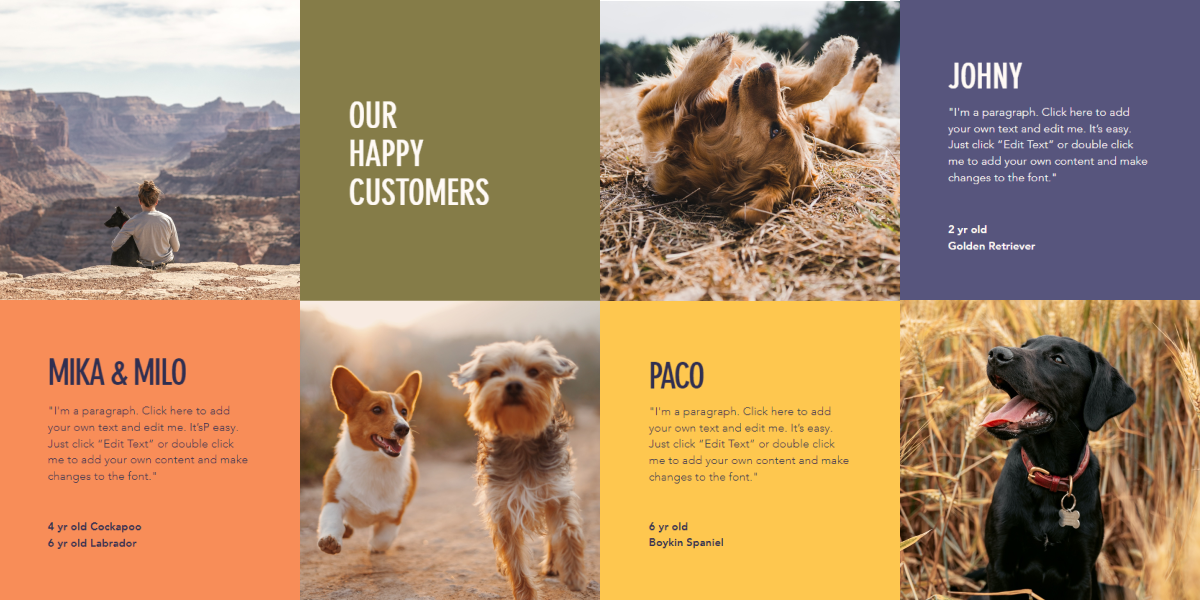 OUR
HAPPY
CUSTOMERS
JOHNY
"I'm a paragraph. Click here to add
your own text and edit me. It's easy.
Just click “Edit Text” or double click
me to add your own content and make
changes to the font."
2 yr old
Golden Retriever
MIKA & MILO
"I'm a paragraph. Click here to add
your own text and edit me. It'sP easy.
Just click “Edit Text” or double click
me to add your own content and make
changes to the font."
4 yr old Cockapoo
6 yr old Labrador
PACO
"I'm a paragraph. Click here to add
your own text and edit me. It's easy.
Just click “Edit Text” or double click
me to add your own content and make
changes to the font."
6 yr old
Boykin Spaniel